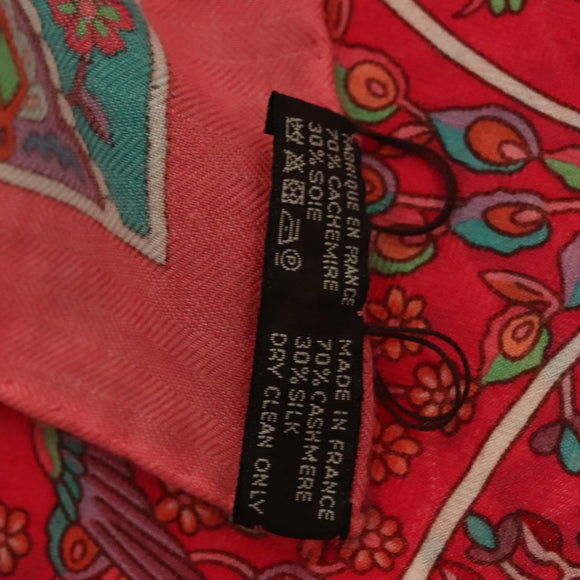 FABRIQUE EN FRANCE
70% CACHEMIRE
30% SOIE
MADE IN FRANCE
70% CASHMERE
30% SILK
DRY CLEAN ONLY